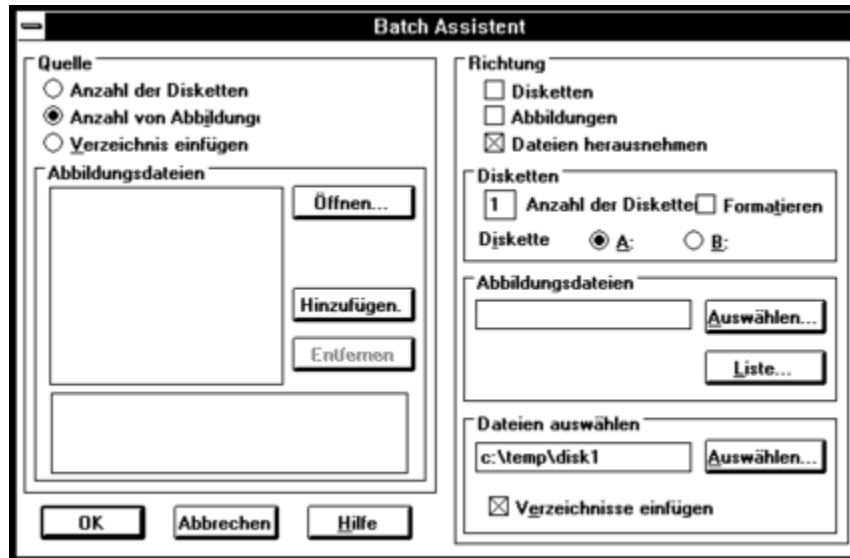 Batch Assistent
Quelle
Anzahl der Disketten
Anzahl von Abbildung
Verzeichnis einfügen
Abbildungsdateien
Öffnen...
Hinzufügen.
Entfernen
OK
Abbrechen
Hilfe
Richtung
Disketten
Abbildungen
Dateien herausnehmen
Disketten
1 Anzahl der Diskette Formatieren
Diskette A: B:
Abbildungsdateien
Auswählen...
Liste...
Dateien auswählen
c:\temp\disk1 Auswählen...
Verzeichnisse einfügen